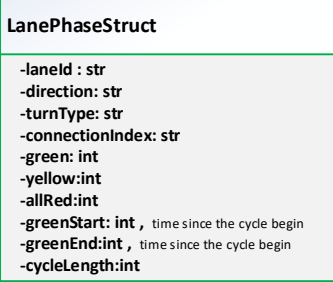 LanePhaseStruct
-laneId : str
-direction: str
-turnType: str
-connectionIndex: str
-green: int
-yellow:int
-allRed:int
-greenStart: int , time since the cycle begin
-greenEnd:int , time since the cycle begin
-cycleLength:int